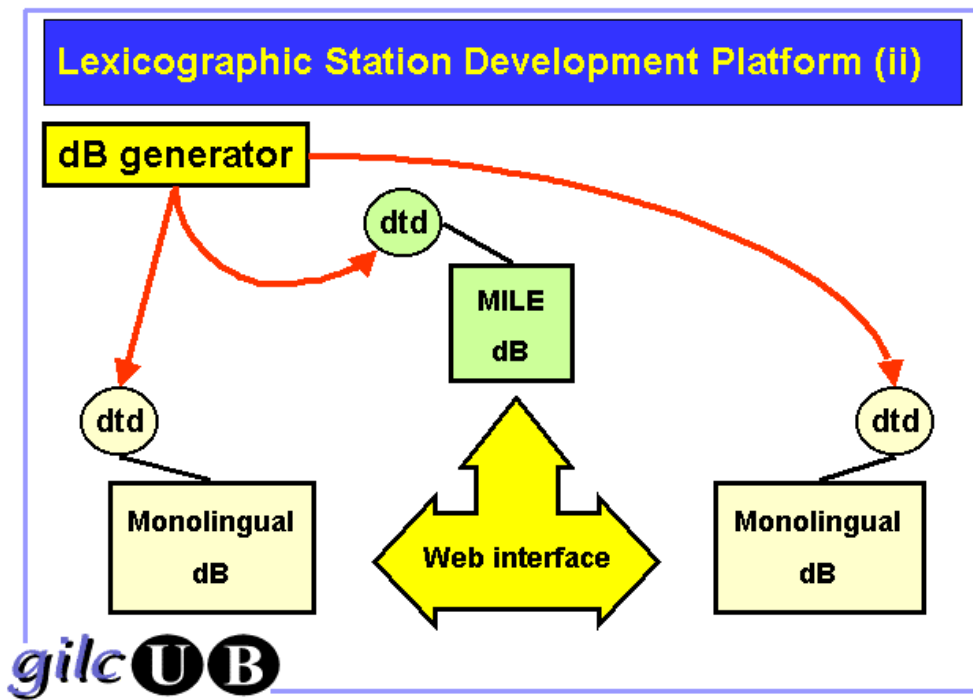 Lexicographic Station Development Platform (ii)
dB generator
dtd
MILE
dB
dtd
dtd
Monolingual
dB
Web interface
Monolingual
dB
gilc UB